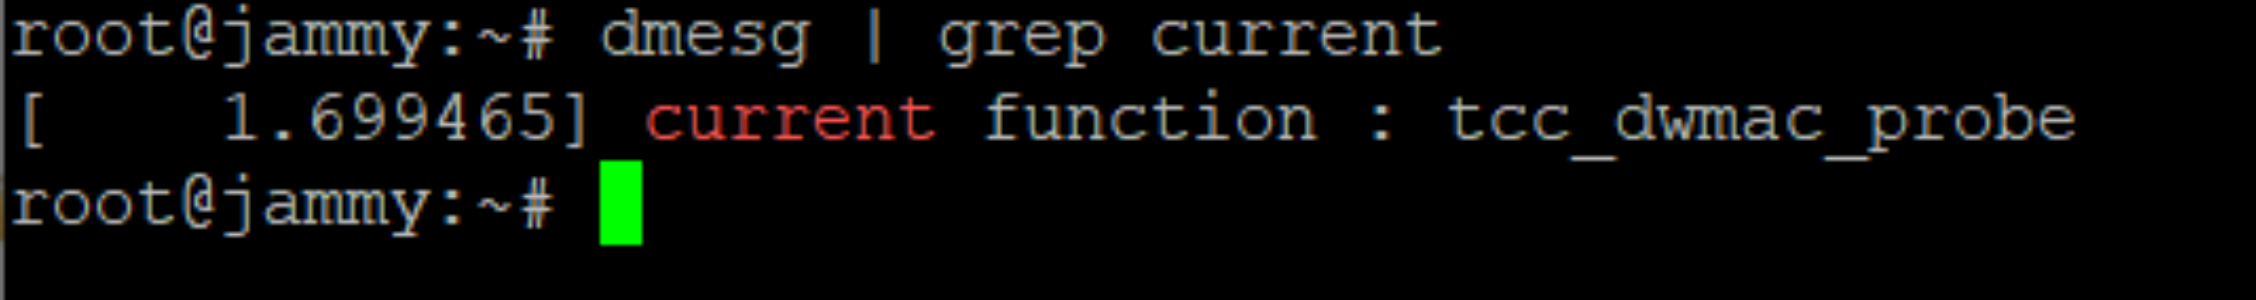 root@jammy:~# dmesg | grep current
[    1.699465] current function : tcc_dwmac_probe
root@jammy:~#